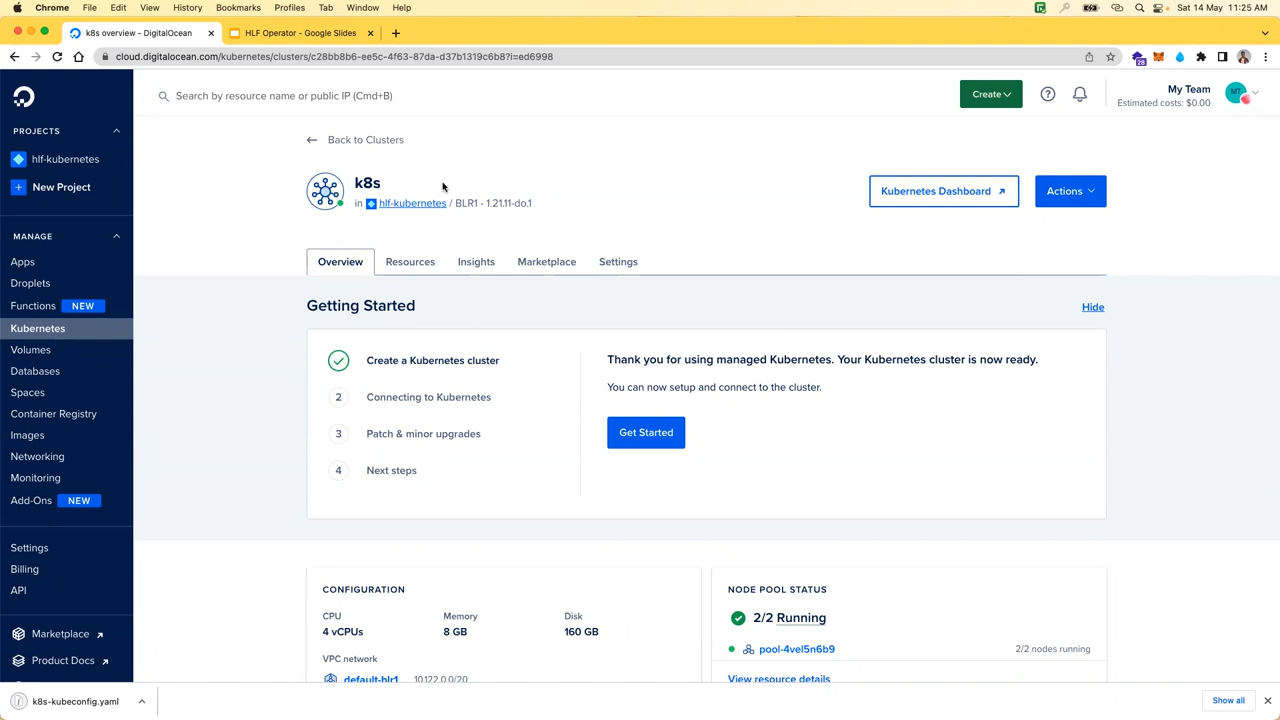 Chrome File Edit View History Bookmarks Profiles Tab Window Help Sat 14 May 11:25 AM
k8s overview - DigitalOcean HLF Operator - Google Slides
cloud.digitalocean.com/kubernetes/clusters/c28bb8b6-ee5c-4f63-87da-d37b1319c6b8?i=ed6998
28
Search by resource name or public IP (Cmd+B)
Create
My Team
Estimated costs: $0.00
MT
PROJECTS
hlf-kubernetes
New Project
MANAGE
Apps
Droplets
Functions NEW
Kubernetes
Volumes
Databases
Spaces
Container Registry
Images
Networking
Monitoring
Add-Ons NEW
Settings
Billing
API
Marketplace
Product Docs
Back to Clusters
k8s
in hlf-kubernetes / BLR1 - 1.21.11-do.1
Kubernetes Dashboard
Actions
Overview Resources Insights Marketplace Settings
Getting Started
Hide
Create a Kubernetes cluster
2 Connecting to Kubernetes
3 Patch & minor upgrades
4 Next steps
Thank you for using managed Kubernetes. Your Kubernetes cluster is now ready.
You can now setup and connect to the cluster.
Get Started
CONFIGURATION
CPU Memory Disk
4 vCPUs 8 GB 160 GB
VPC network
default-blr1 10.122.0.0/20
NODE POOL STATUS
2/2 Running
pool-4vel5n6b9 2/2 nodes running
View resource details
k8s-kubeconfig.yaml
Show all